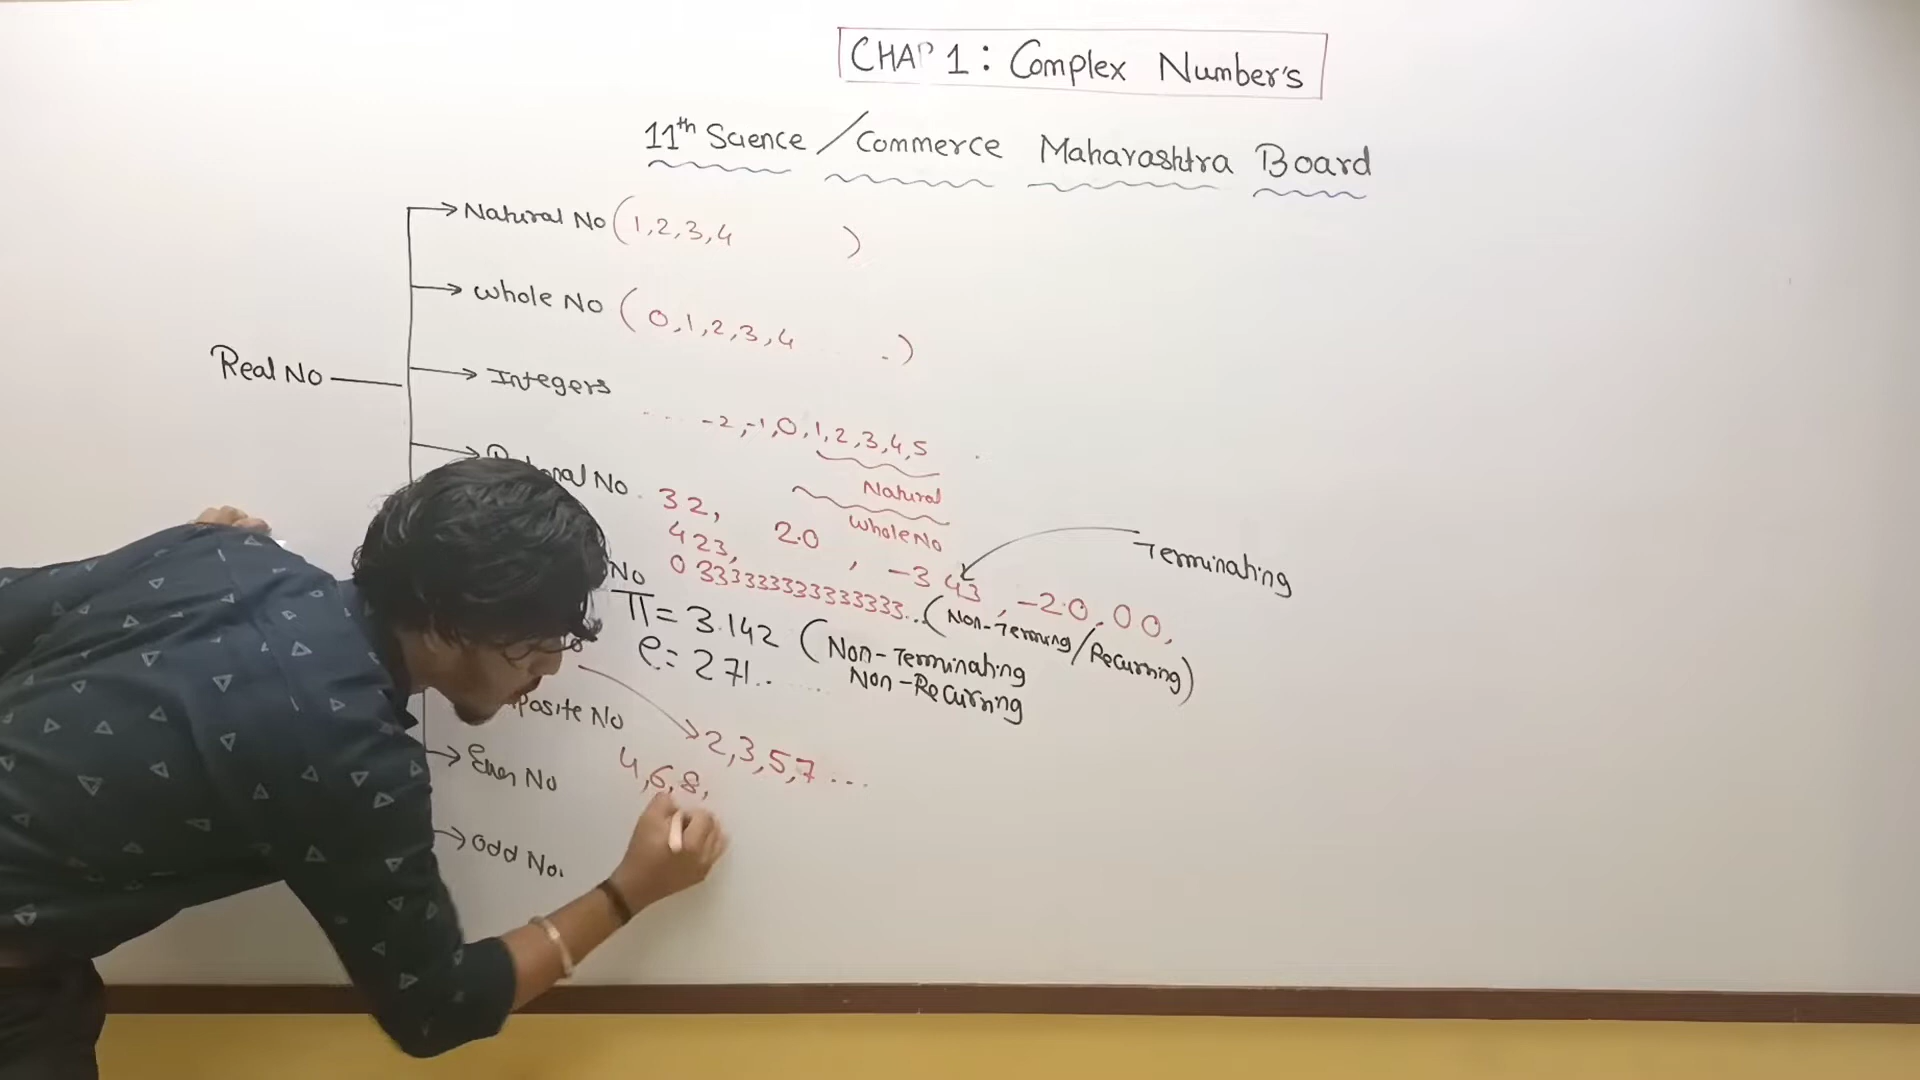 CHAP 1 : Complex Number's
11th Science / Commerce Maharashtra Board
Natural No (1,2,3,4 )
Whole No (0,1,2,3,4 .)
Real No
Integers
.... -2,-1,0,1,2,3,4,5 .
Natural
Whole No
No. 32, 2.0, -3.43, -2.0, 0.0,
Terminating
4.23,
0.333333333333333... (Non-Terming/Recurring)
No
π = 3.142 (Non-Terminating
e = 2.71........ Non-Recurring
2,3,5,7 ...
posite No
4,6,8,
Even No
Odd No.